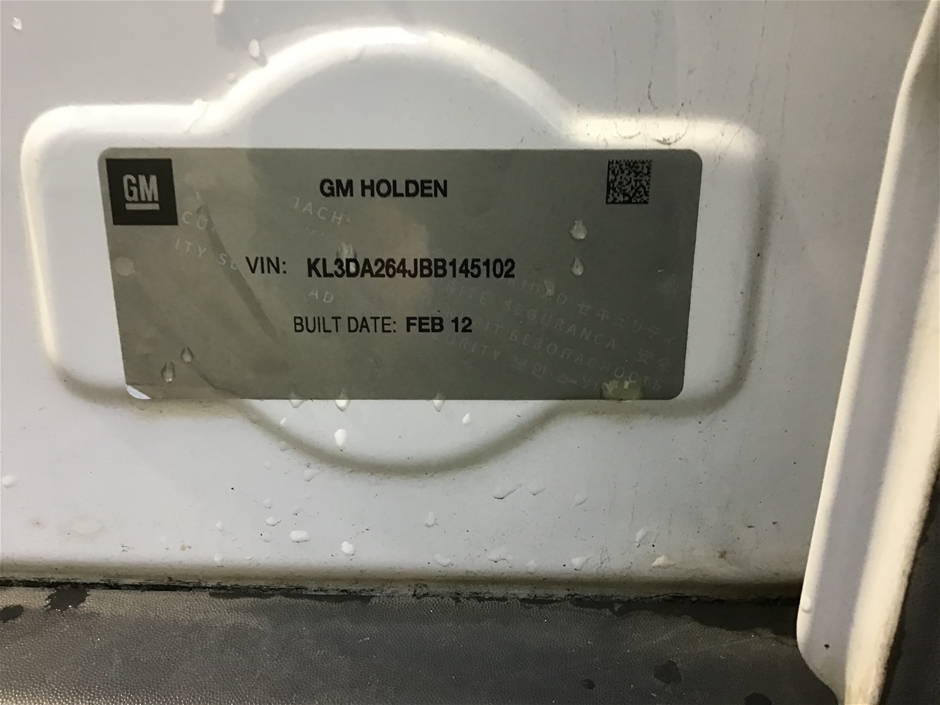 GM
GM HOLDEN
VIN: KL3DA264JBB145102
BUILT DATE: FEB 12